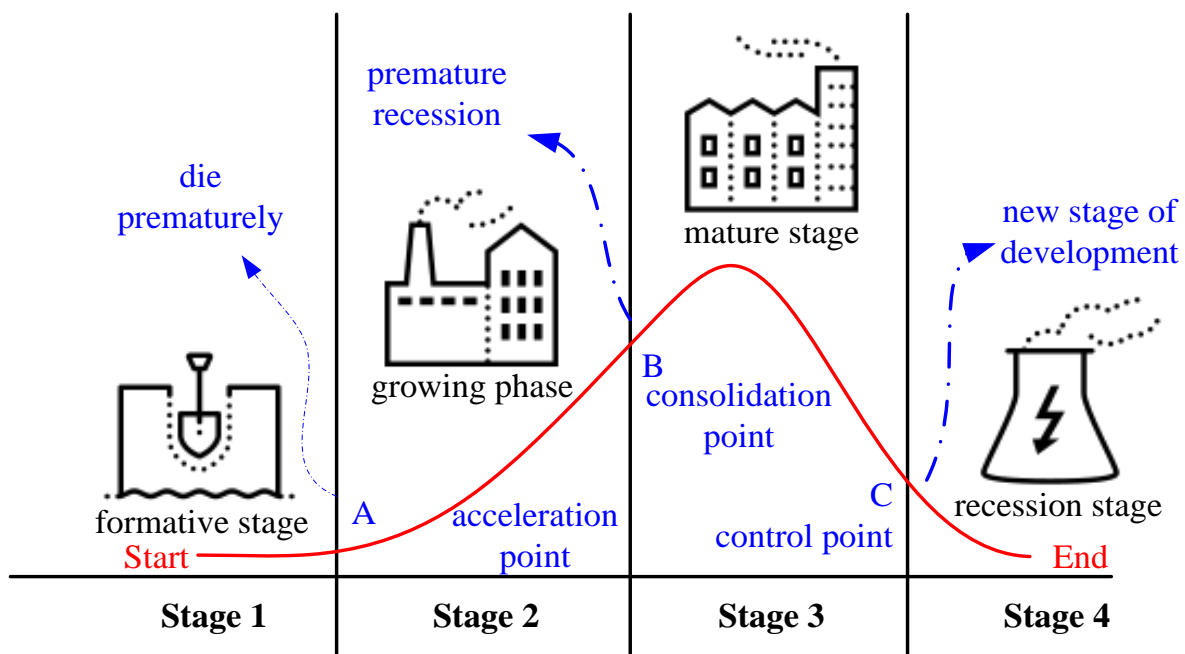 die
prematurely
formative stage
Start
premature
recession
growing phase
A
acceleration
point
mature stage
B
consolidation
point
C
control point
new stage of
development
recession stage
End
Stage 1
Stage 2
Stage 3
Stage 4